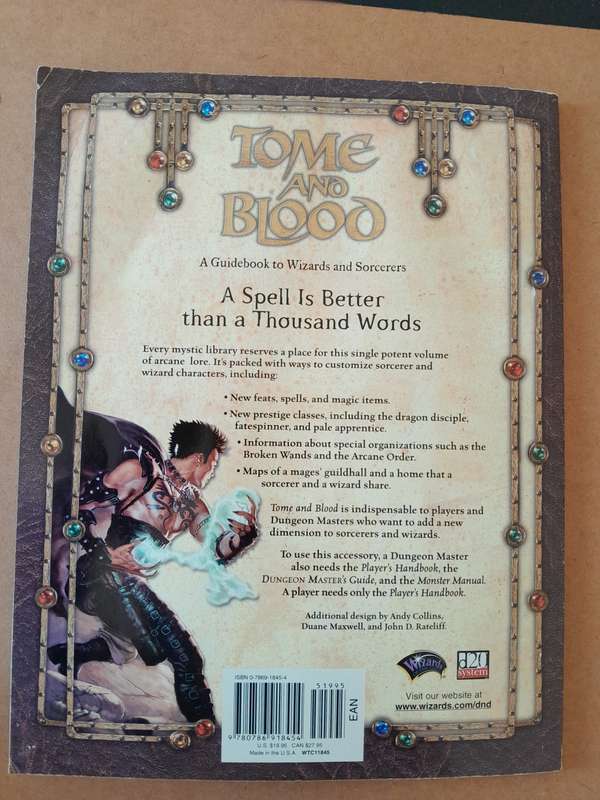 TOME
AND
BLOOD
A Guidebook to Wizards and Sorcerers
A Spell Is Better
than a Thousand Words
Every mystic library reserves a place for this single potent volume
of arcane lore. It's packed with ways to customize sorcerer and
wizard characters, including:
• New feats, spells, and magic items.
• New prestige classes, including the dragon disciple,
fatespinner, and pale apprentice.
• Information about special organizations such as the
Broken Wands and the Arcane Order.
• Maps of a mages' guildhall and a home that a
sorcerer and a wizard share.
Tome and Blood is indispensable to players and
Dungeon Masters who want to add a new
dimension to sorcerers and wizards.
To use this accessory, a Dungeon Master
also needs the Player's Handbook, the
DUNGEON MASTER'S Guide, and the Monster Manual.
A player needs only the Player's Handbook.
Additional design by Andy Collins,
Duane Maxwell, and John D. Rateliff.
Wizards
d20
system
Visit our website at
www.wizards.com/dnd
ISBN 0-7869-1845-4
51995
EAN
9 780786 918454
U.S. $19.95 CAN $27.95
Made in the U.S.A. WTC11845